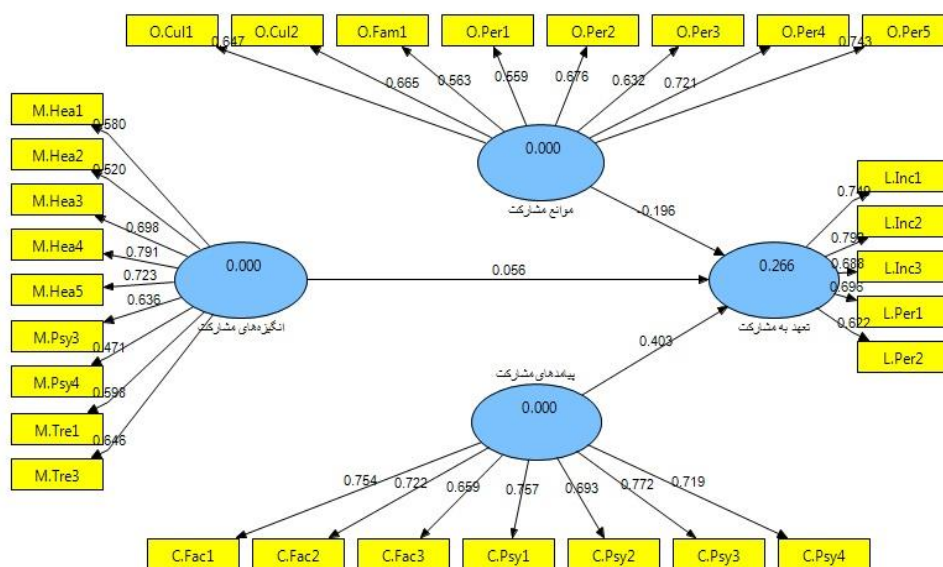 O.Cul1
O.Cul2
O.Fam1
O.Per1
O.Per2
O.Per3
O.Per4
O.Per5
0.647
0.665
0.563
0.559
0.676
0.632
0.721
0.743
0.000
موانع مشارکت
M.Hea1
M.Hea2
M.Hea3
M.Hea4
M.Hea5
M.Psy3
M.Psy4
M.Tre1
M.Tre3
0.580
0.520
0.698
0.791
0.723
0.636
0.471
0.598
0.646
0.000
انگیزه‌های مشارکت
-0.196
0.056
0.403
0.266
تعهد به مشارکت
0.749
0.792
0.688
0.695
0.622
L.Inc1
L.Inc2
L.Inc3
L.Per1
L.Per2
پیامدهای مشارکت
0.000
0.754
0.722
0.659
0.757
0.693
0.772
0.719
C.Fac1
C.Fac2
C.Fac3
C.Psy1
C.Psy2
C.Psy3
C.Psy4